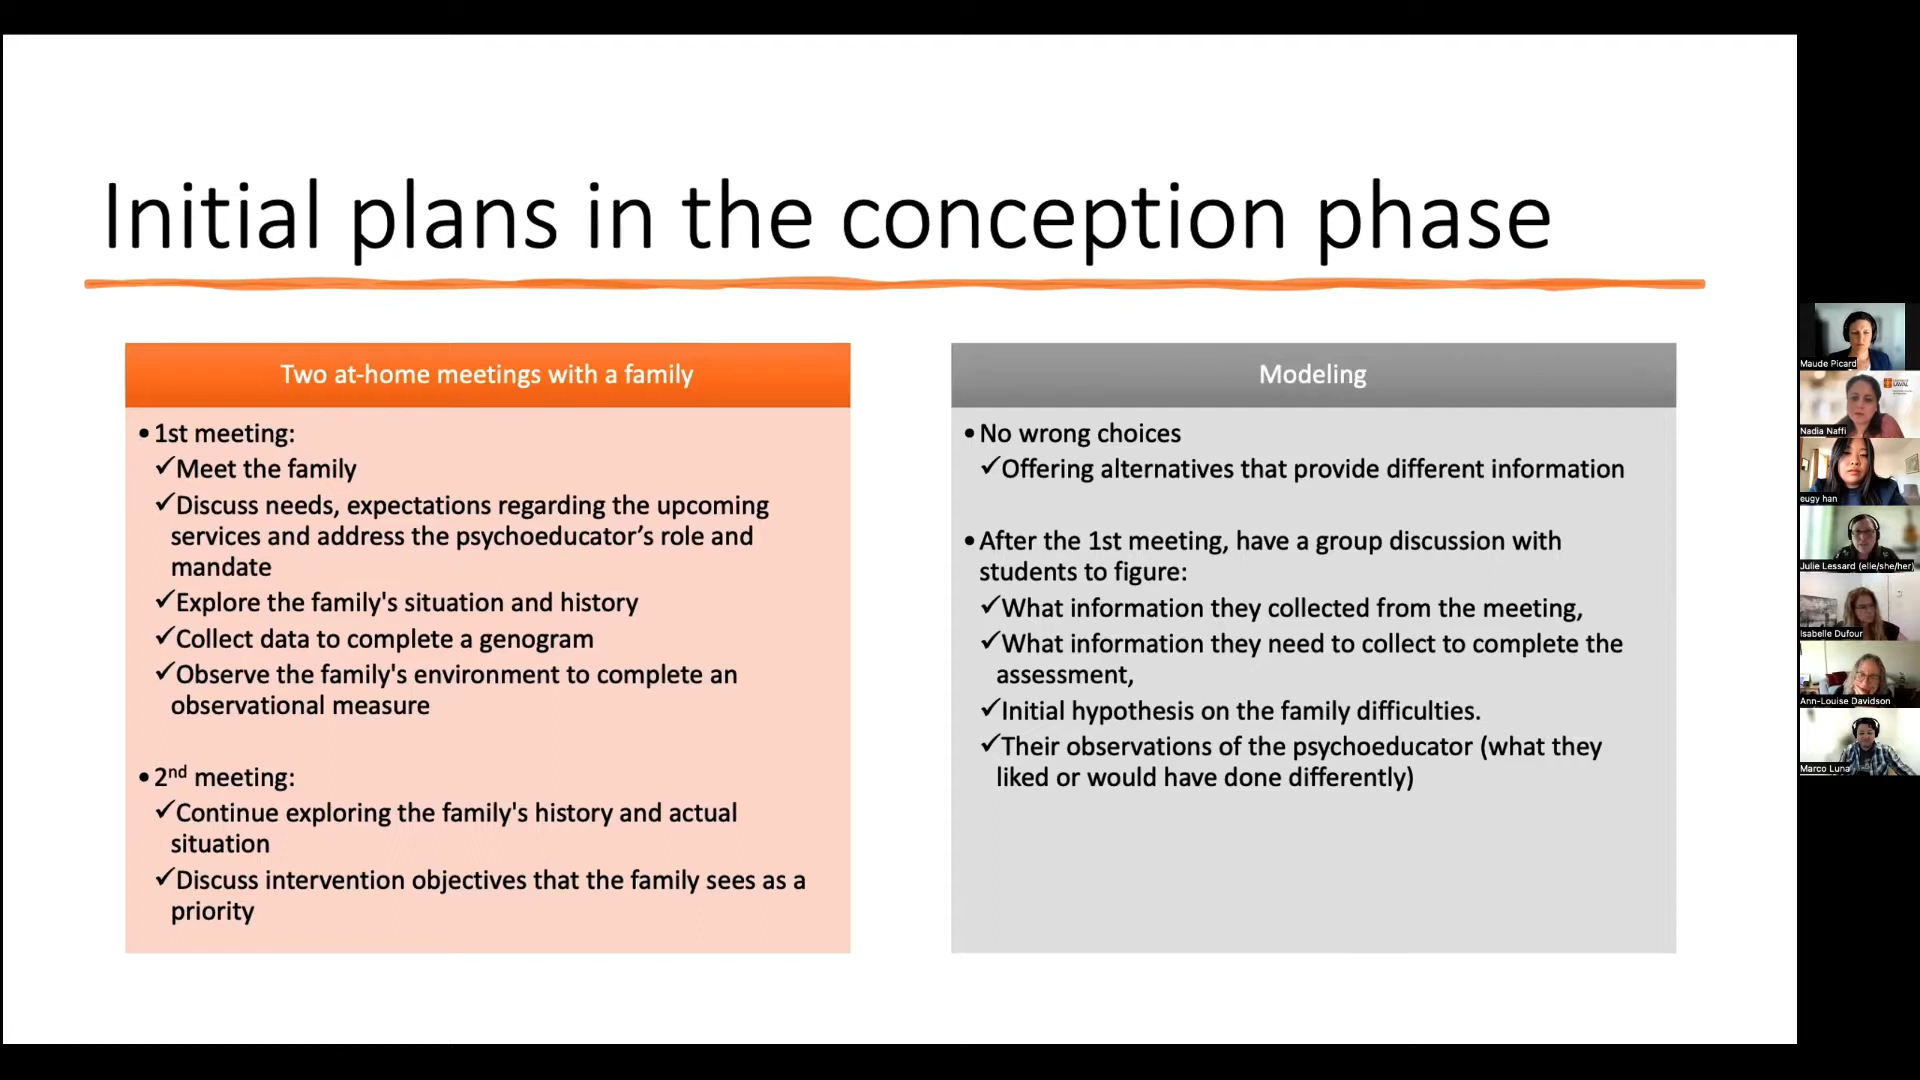 Initial plans in the conception phase
Two at-home meetings with a family
• 1st meeting:
✓Meet the family
✓Discuss needs, expectations regarding the upcoming
services and address the psychoeducator’s role and
mandate
✓Explore the family's situation and history
✓Collect data to complete a genogram
✓Observe the family's environment to complete an
observational measure
• 2nd meeting:
✓Continue exploring the family's history and actual
situation
✓Discuss intervention objectives that the family sees as a
priority
Modeling
• No wrong choices
✓Offering alternatives that provide different information
• After the 1st meeting, have a group discussion with
students to figure:
✓What information they collected from the meeting,
✓What information they need to collect to complete the
assessment,
✓Initial hypothesis on the family difficulties.
✓Their observations of the psychoeducator (what they
liked or would have done differently)
Maude Picard
LAVAL
Nadia Naffi
eugy han
Julie Lessard (elle/she/her)
Isabelle Dufour
Ann-Louise Davidson
Marco Luna